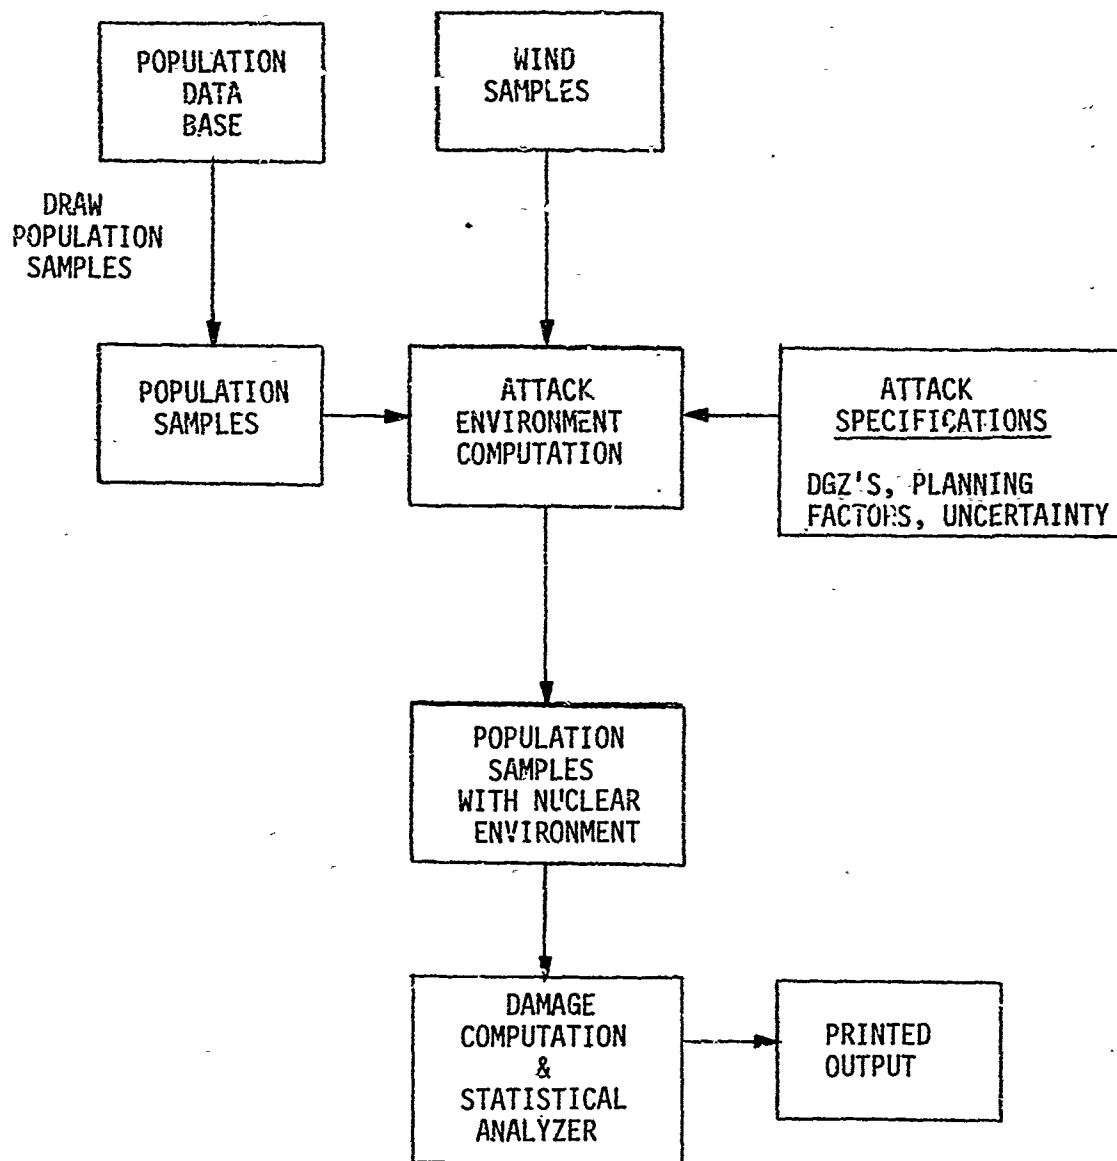 POPULATION
DATA
BASE
WIND
SAMPLES
DRAW
POPULATION
SAMPLES
POPULATION
SAMPLES
ATTACK
ENVIRONMENT
COMPUTATION
ATTACK
SPECIFICATIONS
DGZ'S, PLANNING
FACTORS, UNCERTAINTY
POPULATION
SAMPLES
WITH NUCLEAR
ENVIRONMENT
DAMAGE
COMPUTATION
&
STATISTICAL
ANALYZER
PRINTED
OUTPUT